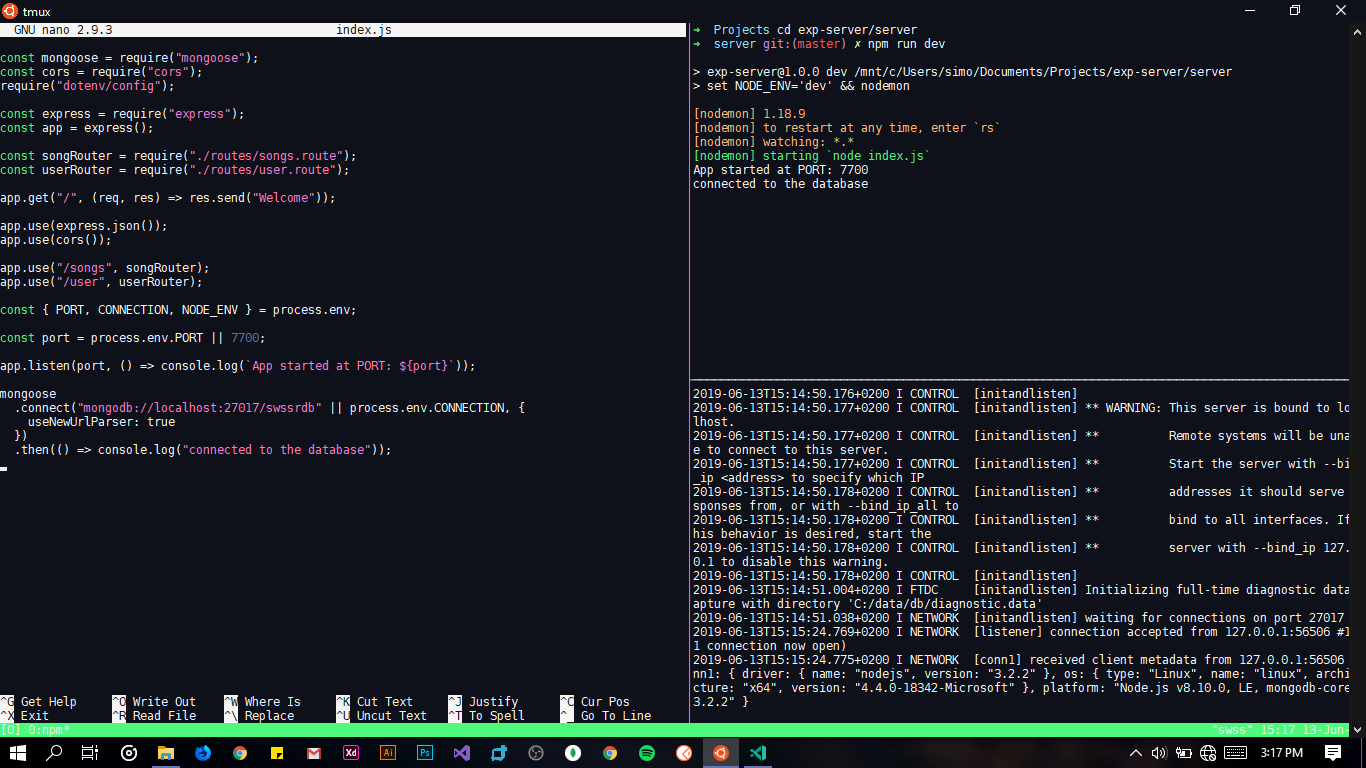 tmux
GNU nano 2.9.3 index.js
const mongoose = require("mongoose");
const cors = require("cors");
require("dotenv/config");
const express = require("express");
const app = express();
const songRouter = require("./routes/songs.route");
const userRouter = require("./routes/user.route");
app.get("/", (req, res) => res.send("Welcome"));
app.use(express.json());
app.use(cors());
app.use("/songs", songRouter);
app.use("/user", userRouter);
const { PORT, CONNECTION, NODE_ENV } = process.env;
const port = process.env.PORT || 7700;
app.listen(port, () => console.log(`App started at PORT: ${port}`));
mongoose
.connect("mongodb://localhost:27017/swssrdb" || process.env.CONNECTION, {
useNewUrlParser: true
})
.then(() => console.log("connected to the database"));
^G Get Help ^O Write Out ^W Where Is ^K Cut Text ^J Justify ^C Cur Pos
^X Exit ^R Read File ^\ Replace ^U Uncut Text ^T To Spell ^_ Go To Line
➜ Projects cd exp-server/server
➜ server git:(master) ✗ npm run dev
> exp-server@1.0.0 dev /mnt/c/Users/simo/Documents/Projects/exp-server/server
> set NODE_ENV='dev' && nodemon
[nodemon] 1.18.9
[nodemon] to restart at any time, enter `rs`
[nodemon] watching: *.*
[nodemon] starting `node index.js`
App started at PORT: 7700
connected to the database
2019-06-13T15:14:50.176+0200 I CONTROL [initandlisten]
2019-06-13T15:14:50.177+0200 I CONTROL [initandlisten] ** WARNING: This server is bound to lo
lhost.
2019-06-13T15:14:50.177+0200 I CONTROL [initandlisten] ** Remote systems will be una
e to connect to this server.
2019-06-13T15:14:50.177+0200 I CONTROL [initandlisten] ** Start the server with --bi
_ip <address> to specify which IP
2019-06-13T15:14:50.178+0200 I CONTROL [initandlisten] ** addresses it should serve
sponses from, or with --bind_ip_all to
2019-06-13T15:14:50.178+0200 I CONTROL [initandlisten] ** bind to all interfaces. If
his behavior is desired, start the
2019-06-13T15:14:50.178+0200 I CONTROL [initandlisten] ** server with --bind_ip 127.
0.1 to disable this warning.
2019-06-13T15:14:50.178+0200 I CONTROL [initandlisten]
2019-06-13T15:14:51.004+0200 I FTDC [initandlisten] Initializing full-time diagnostic data
apture with directory 'C:/data/db/diagnostic.data'
2019-06-13T15:14:51.038+0200 I NETWORK [initandlisten] waiting for connections on port 27017
2019-06-13T15:15:24.769+0200 I NETWORK [listener] connection accepted from 127.0.0.1:56506 #1
1 connection now open)
2019-06-13T15:15:24.775+0200 I NETWORK [conn1] received client metadata from 127.0.0.1:56506
nn1: { driver: { name: "nodejs", version: "3.2.2" }, os: { type: "Linux", name: "linux", archi
cture: "x64", version: "4.4.0-18342-Microsoft" }, platform: "Node.js v8.10.0, LE, mongodb-core
3.2.2" }
[0] 0:npm* "swss" 15:17 13-Jun-
Xd Ai Ps 3:17 PM